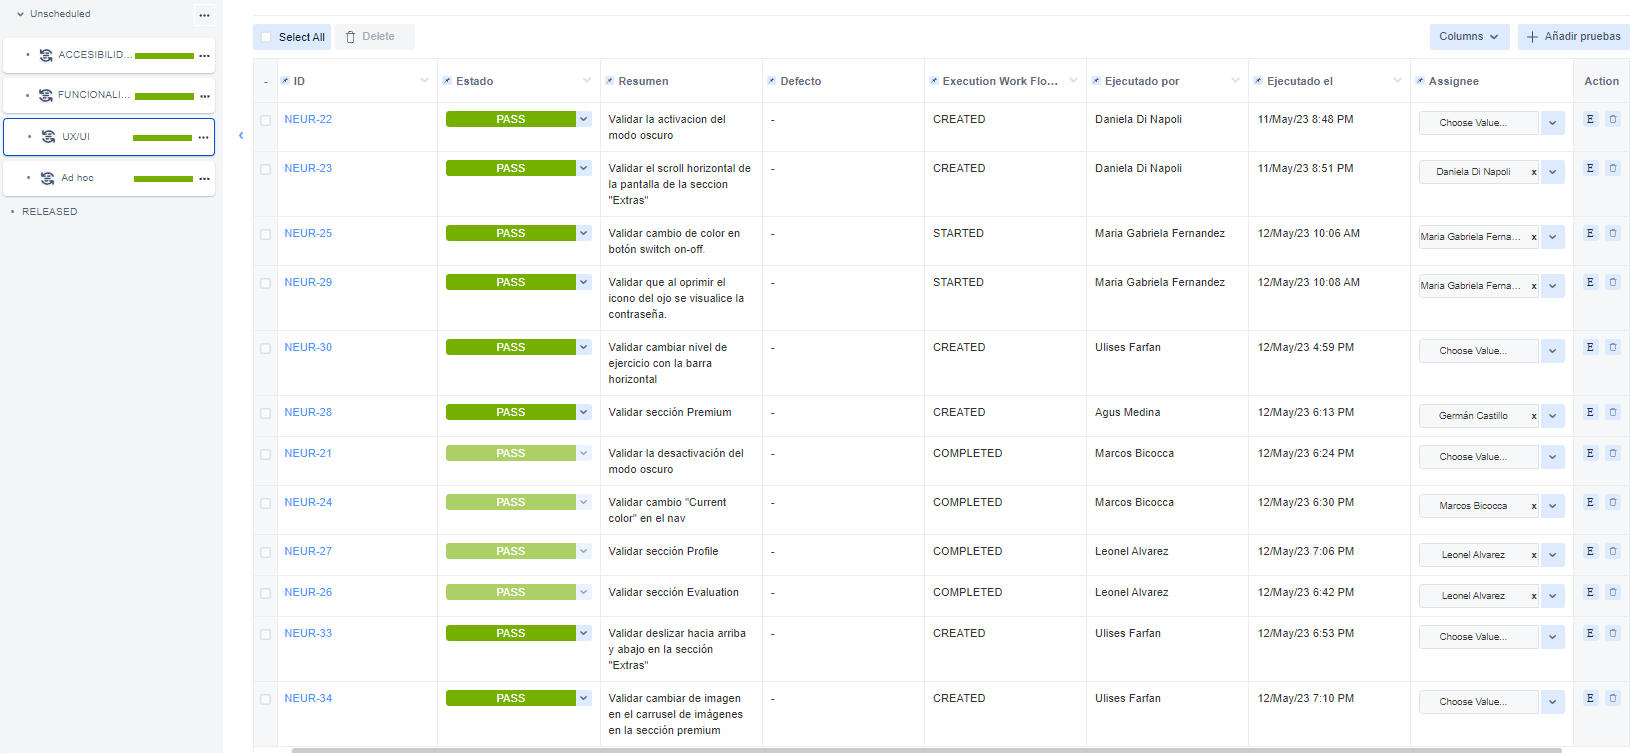 Unscheduled
ACCESIBILID...
FUNCIONALI...
UX/UI
Ad hoc
RELEASED
Select All
Delete
Columns
Añadir pruebas
- ID Estado Resumen Defecto Execution Work Flo... Ejecutado por Ejecutado el Assignee Action
NEUR-22 PASS Validar la activacion del - CREATED Daniela Di Napoli 11/May/23 8:48 PM Choose Value... E
modo oscuro
NEUR-23 PASS Validar el scroll horizontal de - CREATED Daniela Di Napoli 11/May/23 8:51 PM Daniela Di Napoli x E
la pantalla de la seccion
"Extras"
NEUR-25 PASS Validar cambio de color en - STARTED Maria Gabriela Fernandez 12/May/23 10:06 AM Maria Gabriela Ferna... x E
botón switch on-off.
NEUR-29 PASS Validar que al oprimir el - STARTED Maria Gabriela Fernandez 12/May/23 10:08 AM Maria Gabriela Ferna... x E
icono del ojo se visualice la
contraseña.
NEUR-30 PASS Validar cambiar nivel de - CREATED Ulises Farfan 12/May/23 4:59 PM Choose Value... E
ejercicio con la barra
horizontal
NEUR-28 PASS Validar sección Premium - CREATED Agus Medina 12/May/23 6:13 PM Germán Castillo x E
NEUR-21 PASS Validar la desactivación del - COMPLETED Marcos Bicocca 12/May/23 6:24 PM Choose Value... E
modo oscuro
NEUR-24 PASS Validar cambio "Current - COMPLETED Marcos Bicocca 12/May/23 6:30 PM Marcos Bicocca x E
color" en el nav
NEUR-27 PASS Validar sección Profile - COMPLETED Leonel Alvarez 12/May/23 7:06 PM Leonel Alvarez x E
NEUR-26 PASS Validar sección Evaluation - COMPLETED Leonel Alvarez 12/May/23 6:42 PM Leonel Alvarez x E
NEUR-33 PASS Validar deslizar hacia arriba - CREATED Ulises Farfan 12/May/23 6:53 PM Choose Value... E
y abajo en la sección
"Extras"
NEUR-34 PASS Validar cambiar de imagen - CREATED Ulises Farfan 12/May/23 7:10 PM Choose Value... E
en el carrusel de imágenes
en la sección premium